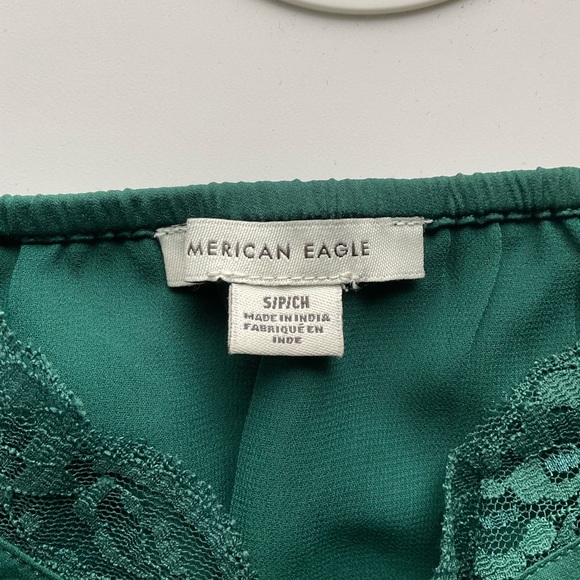 MERICAN EAGLE
S/P/CH
MADE IN INDIA
FABRIQUÉ EN
INDE